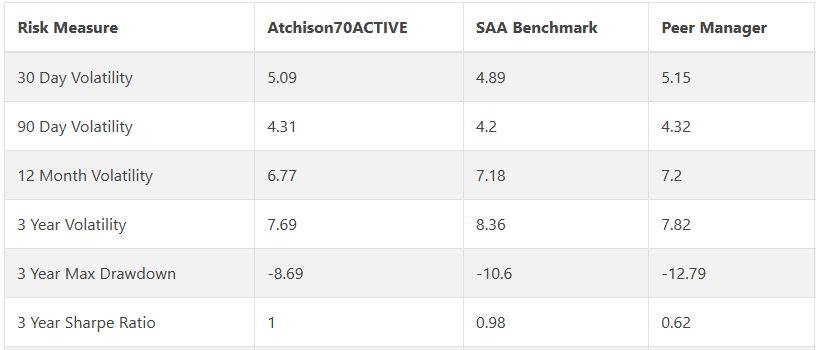 Risk Measure Atchison70ACTIVE SAA Benchmark Peer Manager
30 Day Volatility 5.09 4.89 5.15
90 Day Volatility 4.31 4.2 4.32
12 Month Volatility 6.77 7.18 7.2
3 Year Volatility 7.69 8.36 7.82
3 Year Max Drawdown -8.69 -10.6 -12.79
3 Year Sharpe Ratio 1 0.98 0.62